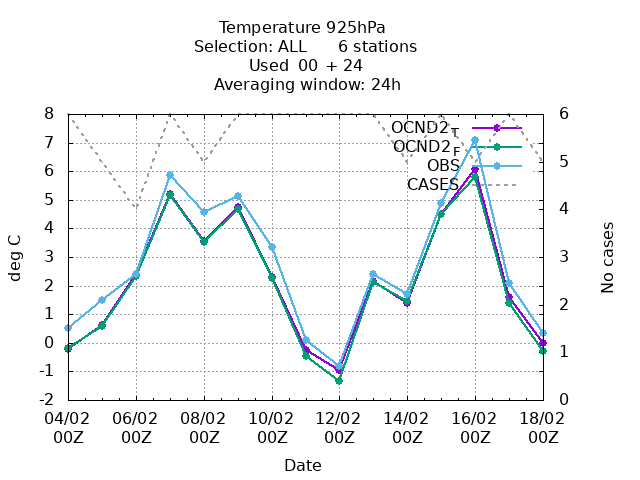 Temperature 925hPa
Selection: ALL 6 stations
Used 00 + 24
Averaging window: 24h
8
7
6
5
4
3
2
1
0
-1
-2
deg C
OCND2_T
OCND2_F
OBS
CASES
6
5
4
3
2
1
0
No cases
04/02 06/02 08/02 10/02 12/02 14/02 16/02 18/02
00Z 00Z 00Z 00Z 00Z 00Z 00Z 00Z
Date